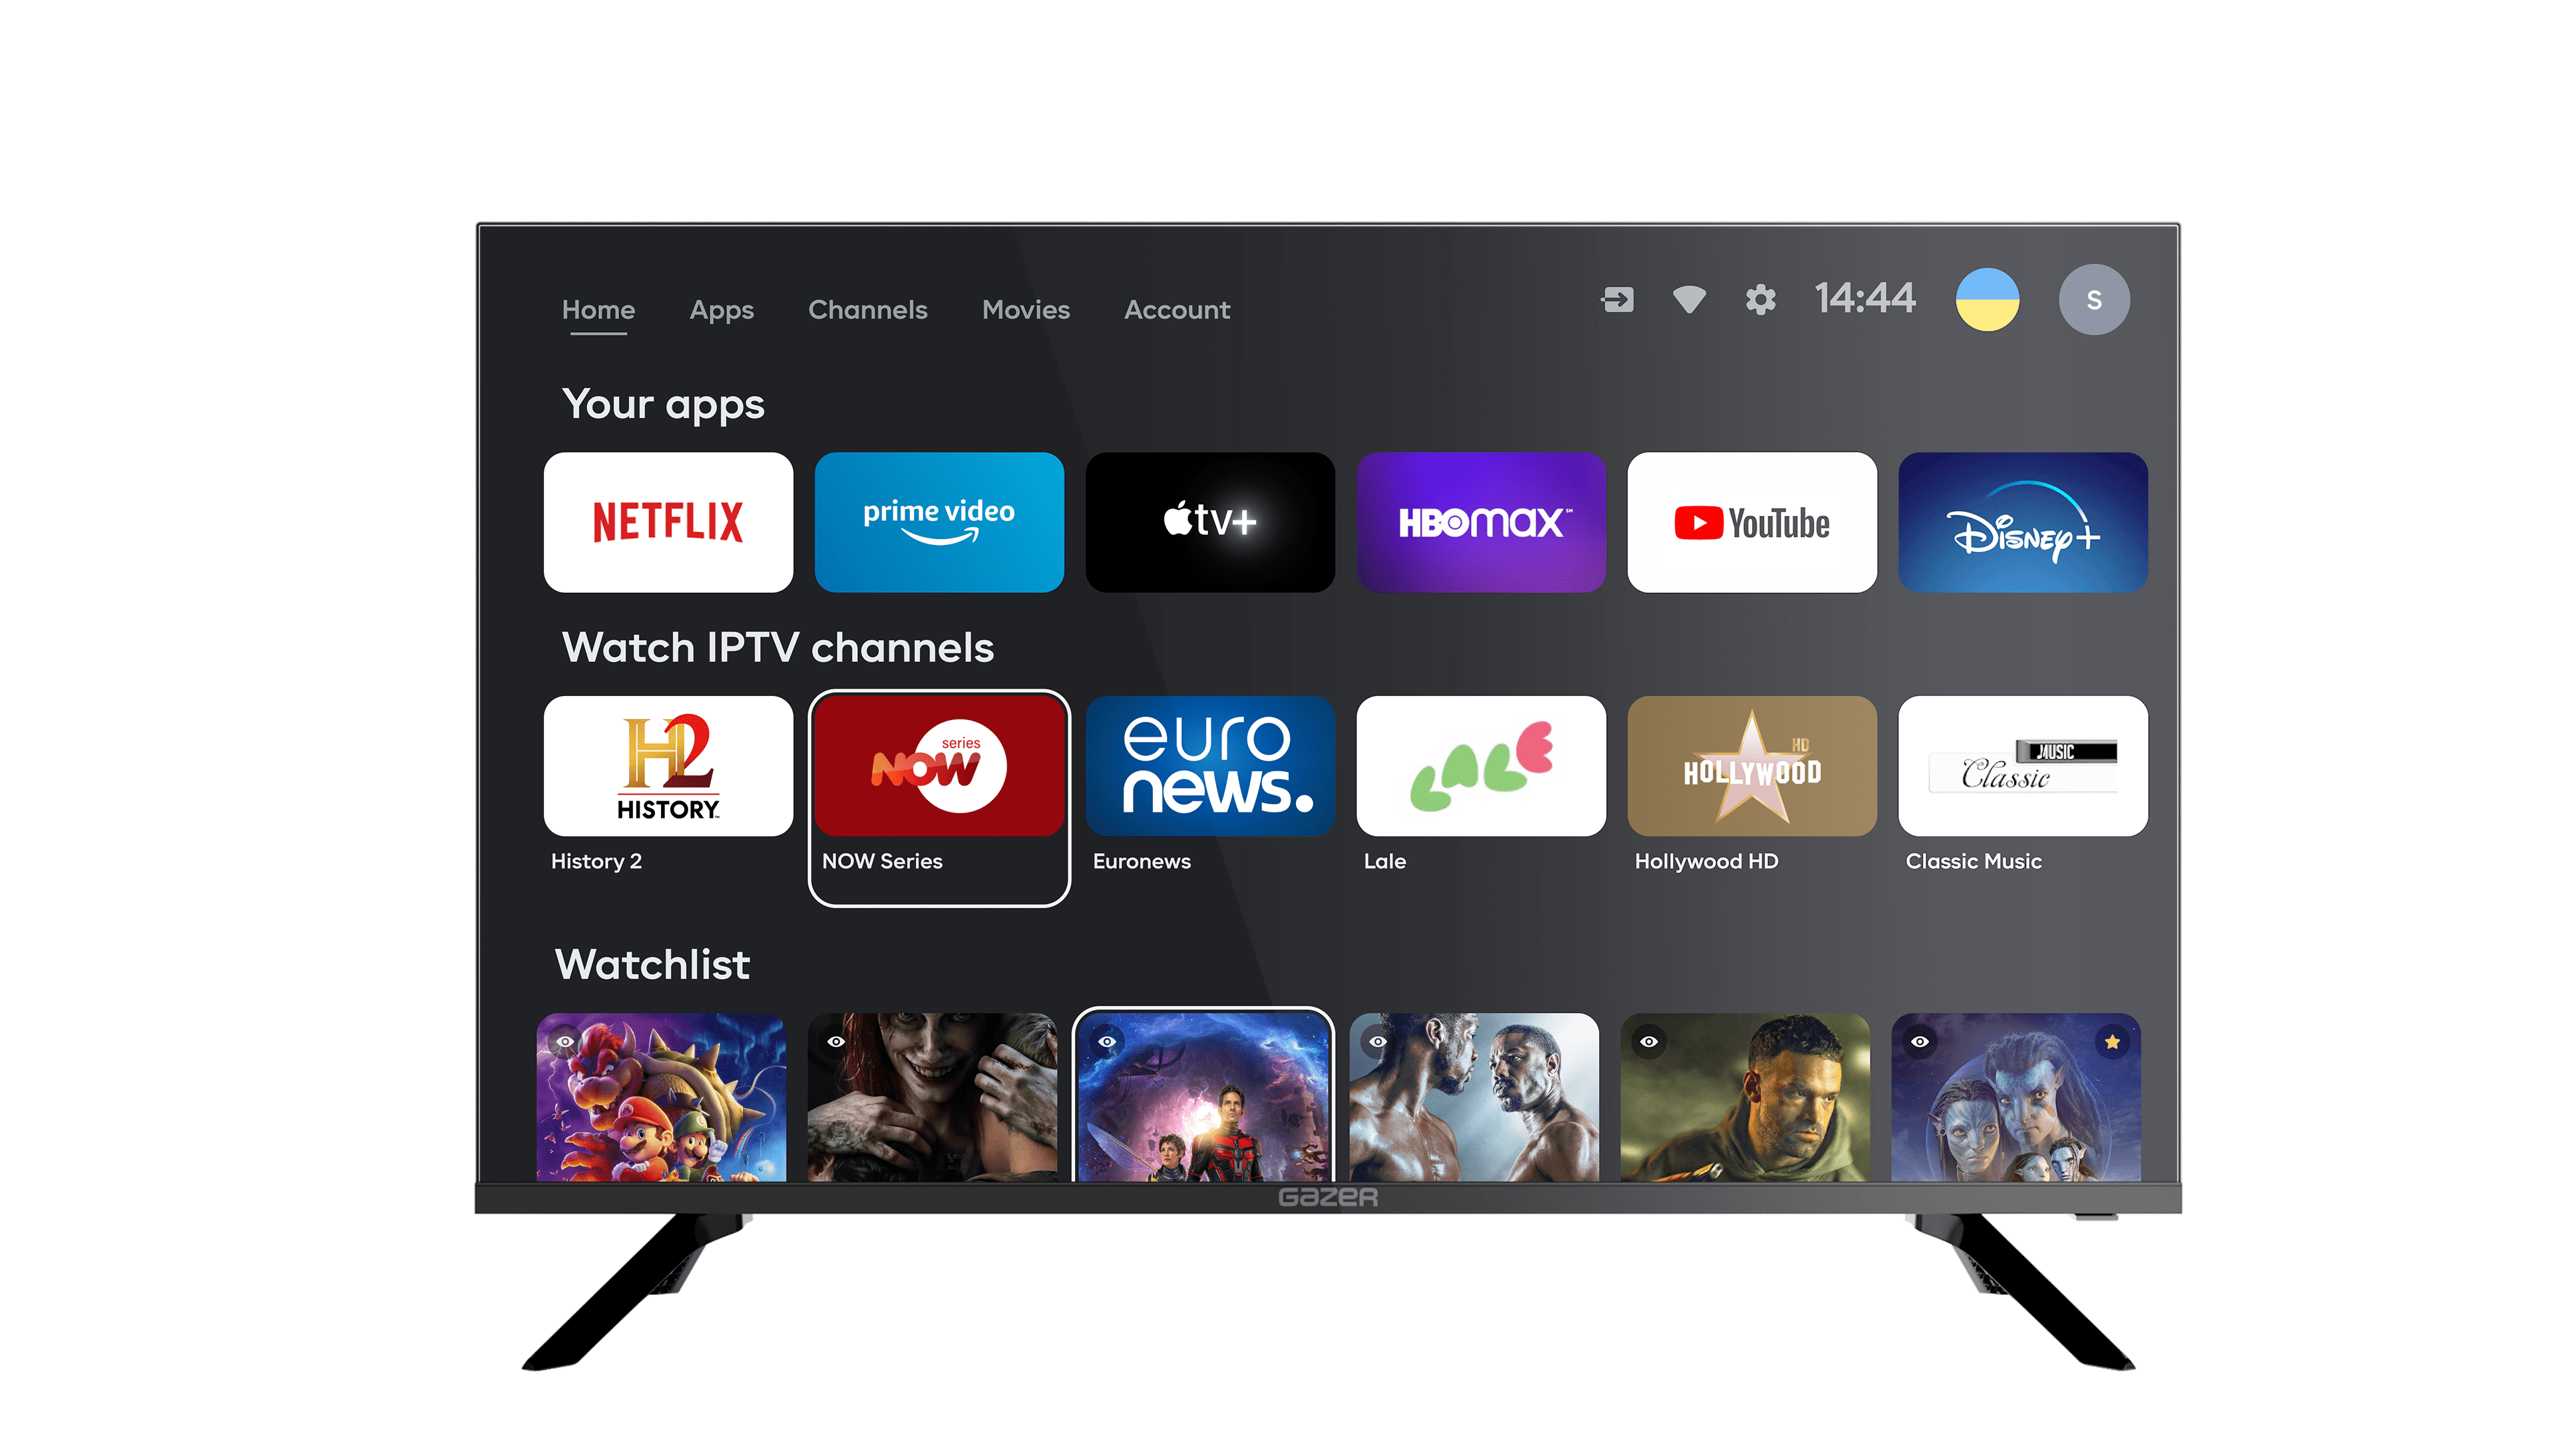 Home Apps Channels Movies Account 14:44 S
Your apps
NETFLIX prime video tv+ HBOmax SM YouTube Disney+
Watch IPTV channels
H2 HISTORY
series NOW
euro
news.
LALE
HD HOLLYWOOD
MUSIC
Classic
History 2 NOW Series Euronews Lale Hollywood HD Classic Music
Watchlist
GAZER